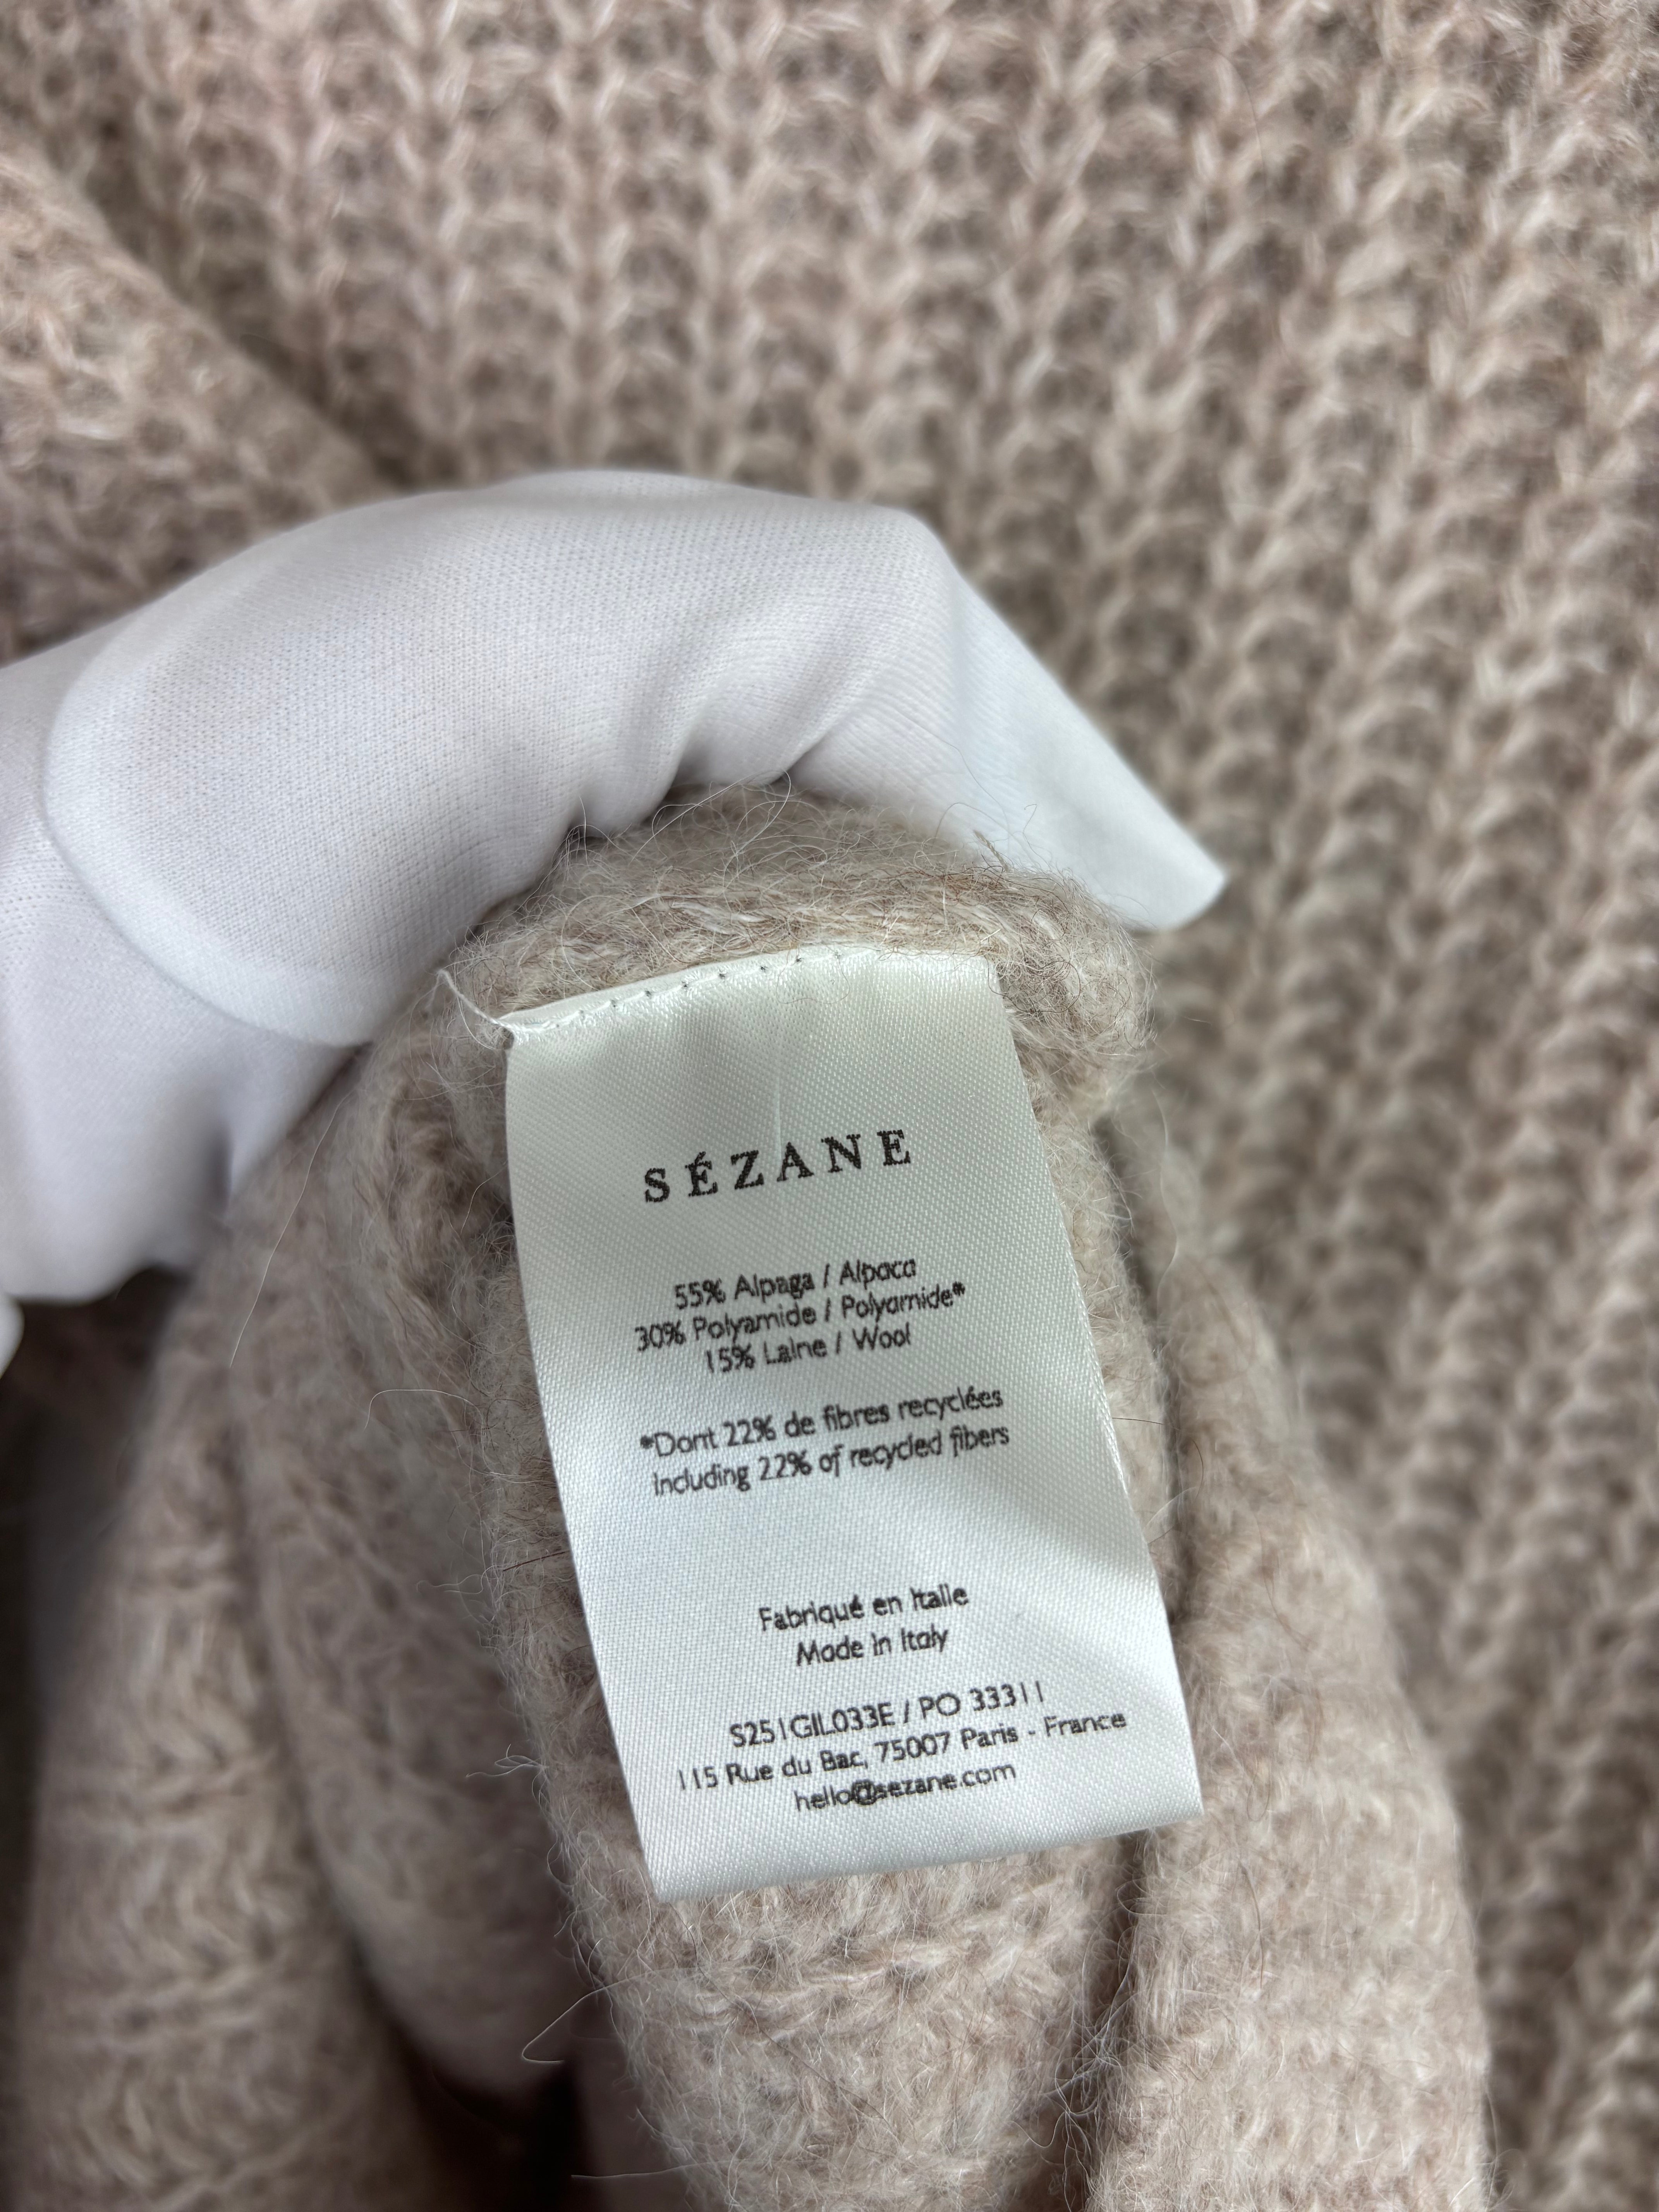 SÉZANE
55% Alpaga / Alpaca
30% Polyamide / Polyamide*
15% Laine / Wool
*Dont 22% de fibres recyclées
including 22% of recycled fibers
Fabriqué en Italie
Made in Italy
S251GIL033E / PO 33311
115 Rue du Bac, 75007 Paris - France
hello@sezane.com